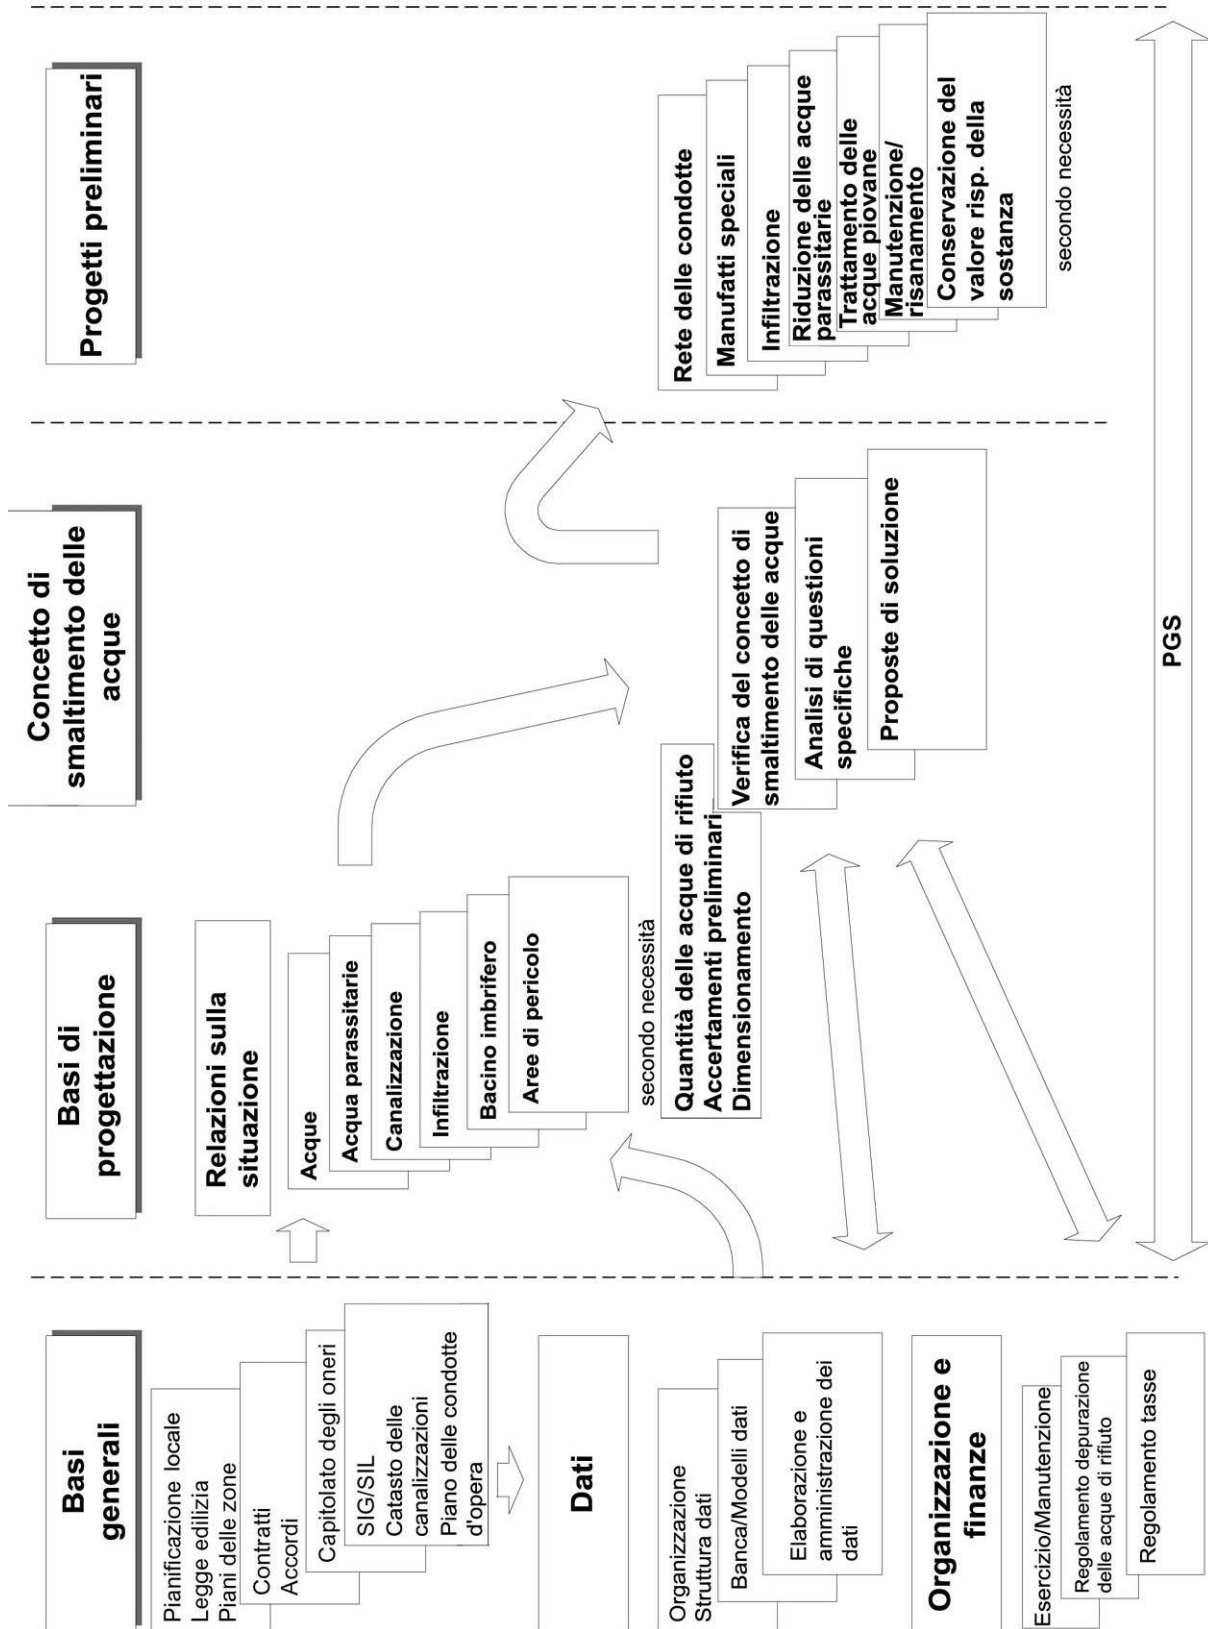 Basi
generali
Pianificazione locale
Legge edilizia
Piani delle zone
Contratti
Accordi
Capitolato degli oneri
SIG/SIL
Catasto delle
canalizzazioni
Piano delle condotte
d'opera
Dati
Organizzazione
Struttura dati
Banca/Modelli dati
Elaborazione e
amministrazione dei
dati
Organizzazione e
finanze
Esercizio/Manutenzione
Regolamento depurazione
delle acque di rifiuto
Regolamento tasse
Basi di
progettazione
Relazioni sulla
situazione
Acque
Acqua parassitarie
Canalizzazione
Infiltrazione
Bacino imbrifero
Aree di pericolo
secondo necessità
Quantità delle acque di rifiuto
Accertamenti preliminari
Dimensionamento
Concetto di
smaltimento delle
acque
Verifica del concetto di
smaltimento delle acque
Analisi di questioni
specifiche
Proposte di soluzione
Progetti preliminari
Rete delle condotte
Manufatti speciali
Infiltrazione
Riduzione delle acque
parassitarie
Trattamento delle
acque piovane
Manutenzione/
risanamento
Conservazione del
valore risp. della
sostanza
secondo necessità
PGS